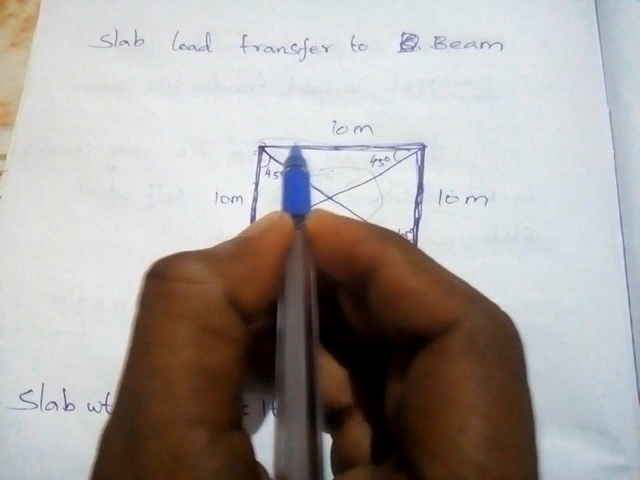 Slab load transfer to B. Beam
10m
45° 45°
10m 10m
Slab wt